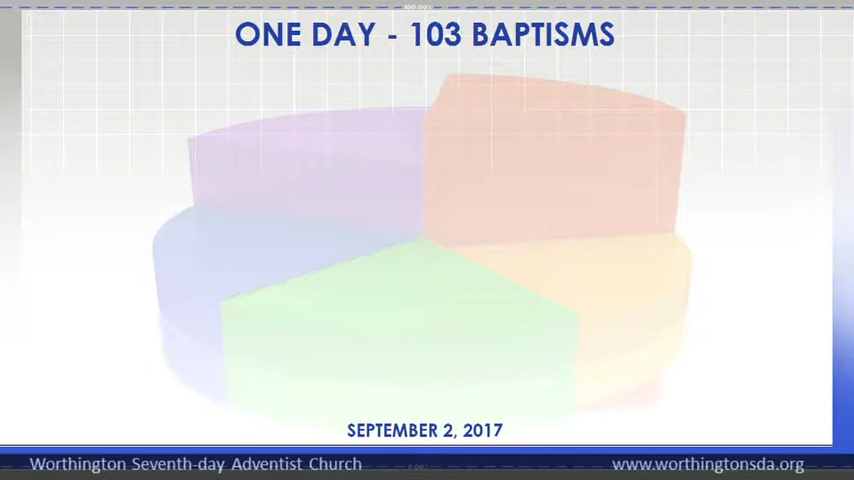 ONE DAY - 103 BAPTISMS
SEPTEMBER 2, 2017
Worthington Seventh-day Adventist Church
www.worthingtonsda.org